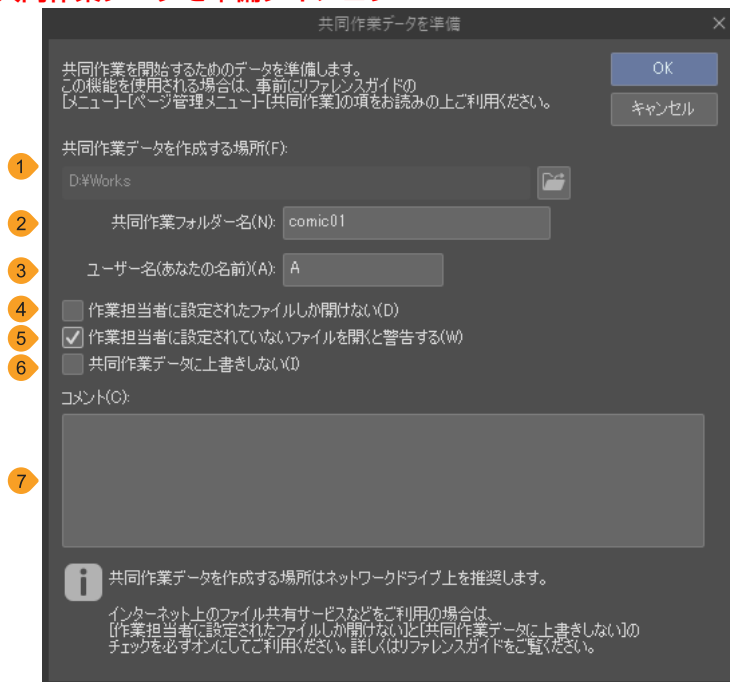 共同作業データを準備
共同作業を開始するためのデータを準備します。
この機能を使用される場合は、事前にリファレンスガイドの
[メニュー]-[ページ管理メニュー]-[共同作業]の項をお読みの上ご利用ください。
OK
キャンセル
共同作業データを作成する場所(F):
1
D:¥Works
2
共同作業フォルダー名(N): comic01
3
ユーザー名(あなたの名前)(A): A
4
作業担当者に設定されたファイルしか開けない(D)
5
作業担当者に設定されていないファイルを開くと警告する(W)
6
共同作業データに上書きしない(I)
コメント(C):
7
共同作業データを作成する場所はネットワークドライブ上を推奨します。
インターネット上のファイル共有サービスなどをご利用の場合は、
[作業担当者に設定されたファイルしか開けない]と[共同作業データに上書きしない]の
チェックを必ずオンにしてご利用ください。詳しくはリファレンスガイドをご覧ください。